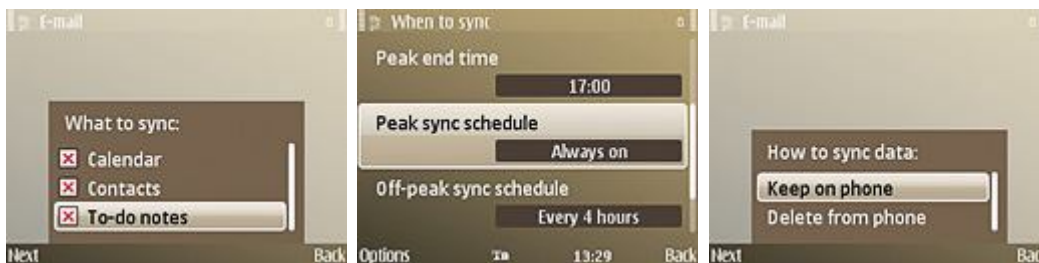 E-mail
What to sync:
Calendar
Contacts
To-do notes
Next Back
When to sync
Peak end time
17:00
Peak sync schedule
Always on
Off-peak sync schedule
Every 4 hours
Options 13:29 Back
E-mail
How to sync data:
Keep on phone
Delete from phone
Next